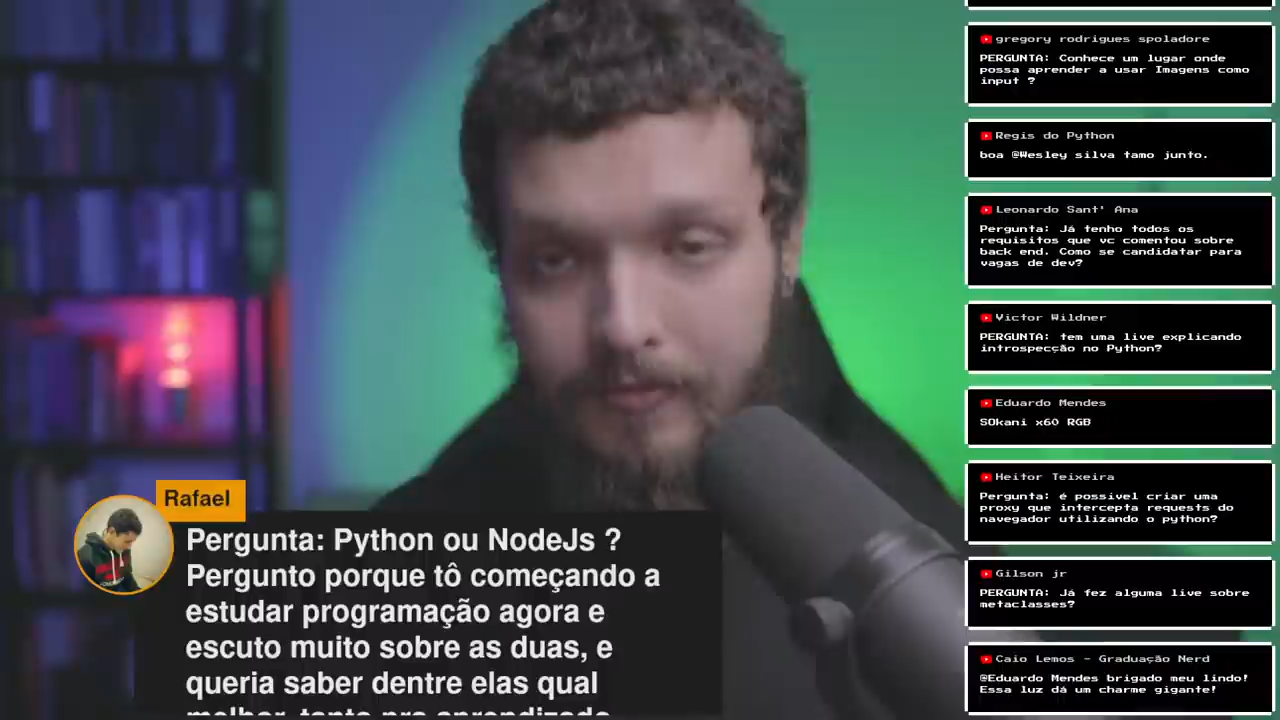 Rafael
Pergunta: Python ou NodeJs ?
Pergunto porque tô começando a
estudar programação agora e
escuto muito sobre as duas, e
queria saber dentre elas qual
melhor, tanto pra aprendizado
gregory rodrigues spoladore
PERGUNTA: Conhece um lugar onde
possa aprender a usar Imagens como
input ?
Regis do Python
boa @Wesley silva tamo junto.
Leonardo Sant' Ana
Pergunta: Já tenho todos os
requisitos que vc comentou sobre
back end. Como se candidatar para
vagas de dev?
Victor Wildner
PERGUNTA: tem uma live explicando
introspecção no Python?
Eduardo Mendes
SOkani x60 RGB
Heitor Teixeira
Pergunta: é possivel criar uma
proxy que intercepta requests do
navegador utilizando o python?
Gilson jr
PERGUNTA: Já fez alguma live sobre
metaclasses?
Caio Lemos - Graduação Nerd
@Eduardo Mendes brigado meu lindo!
Essa luz dá um charme gigante!